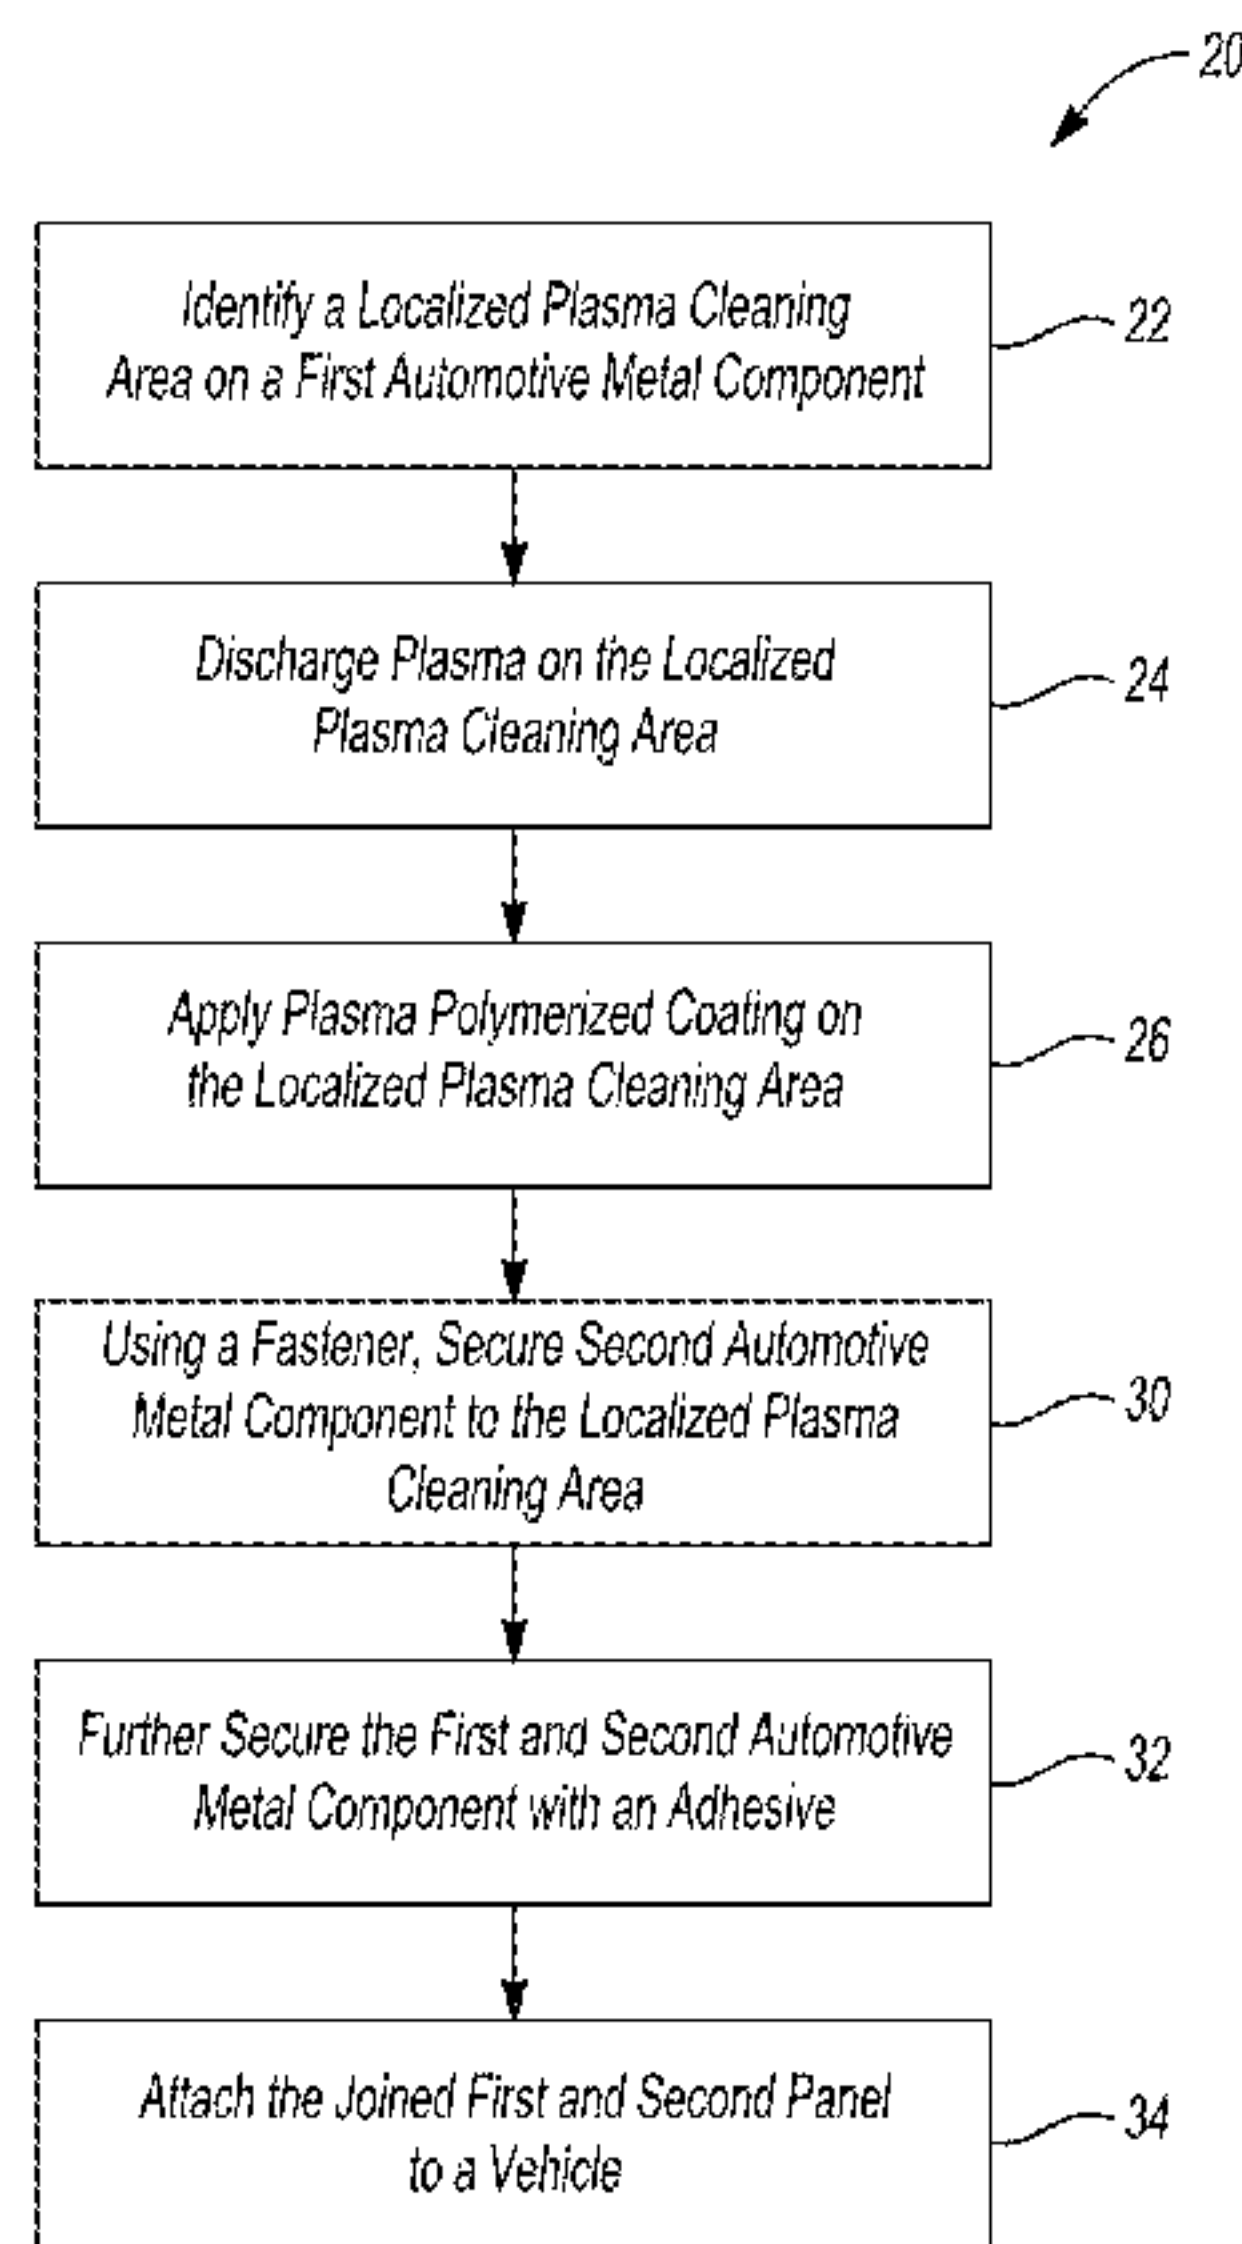 20
Identify a Localized Plasma Cleaning
Area on a First Automotive Metal Component
22
Discharge Plasma on the Localized
Plasma Cleaning Area
24
Apply Plasma Polymerized Coating on
the Localized Plasma Cleaning Area
26
Using a Fastener, Secure Second Automotive
Metal Component to the Localized Plasma
Cleaning Area
30
Further Secure the First and Second Automotive
Metal Component with an Adhesive
32
Attach the Joined First and Second Panel
to a Vehicle
34